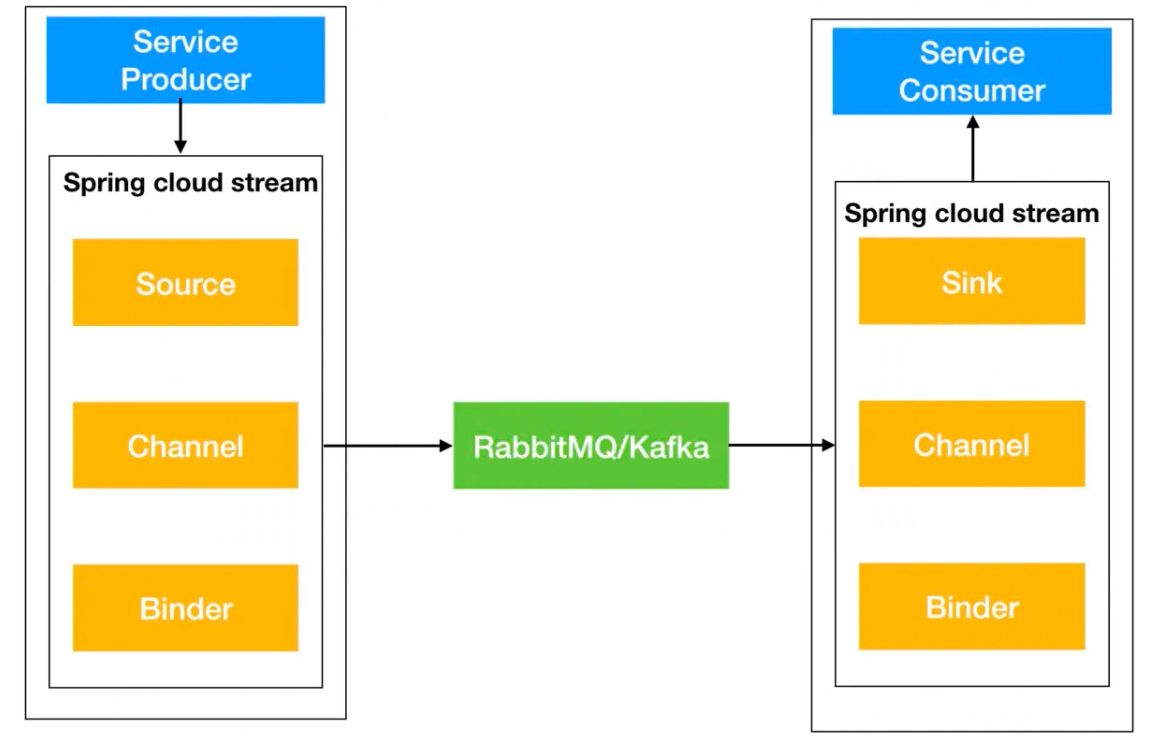 Service
Producer
Spring cloud stream
Source
Channel
Binder
RabbitMQ/Kafka
Service
Consumer
Spring cloud stream
Sink
Channel
Binder